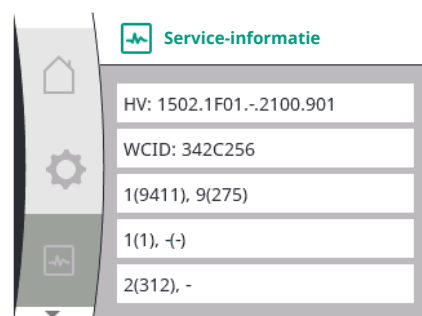 Service-informatie
HV: 1502.1F01.-.2100.901
WCID: 342C256
1(9411), 9(275)
1(1), -(-)
2(312), -